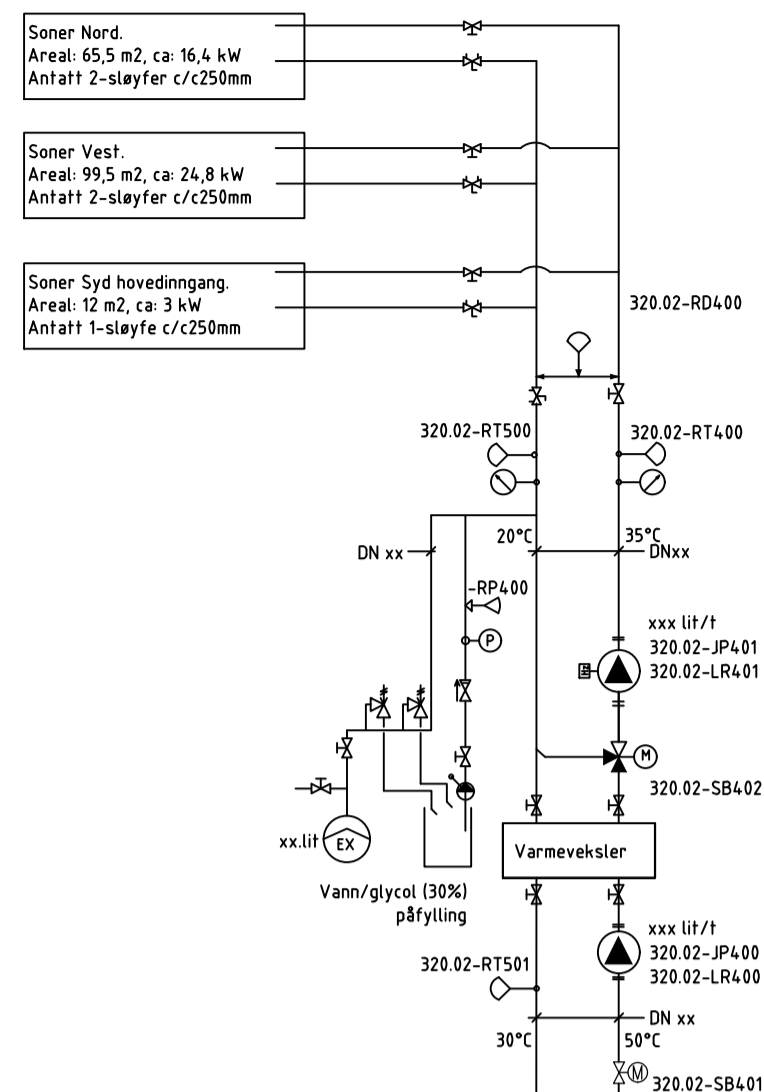 Soner Nord.
Areal: 65,5 m2, ca: 16,4 kW
Antatt 2-sløyfer c/c250mm
Soner Vest.
Areal: 99,5 m2, ca: 24,8 kW
Antatt 2-sløyfer c/c250mm
Soner Syd hovedinngang.
Areal: 12 m2, ca: 3 kW
Antatt 1-sløyfe c/c250mm
320.02-RD400
320.02-RT500
320.02-RT400
20°C
35°C
DN xx
DNxx
-RP400
P
xxx lit/t
320.02-JP401
320.02-LR401
M
320.02-SB402
xx.lit
EX
Varmeveksler
Vann/glycol (30%)
påfylling
xxx lit/t
320.02-JP400
320.02-LR400
320.02-RT501
DN xx
30°C
50°C
M
320.02-SB401